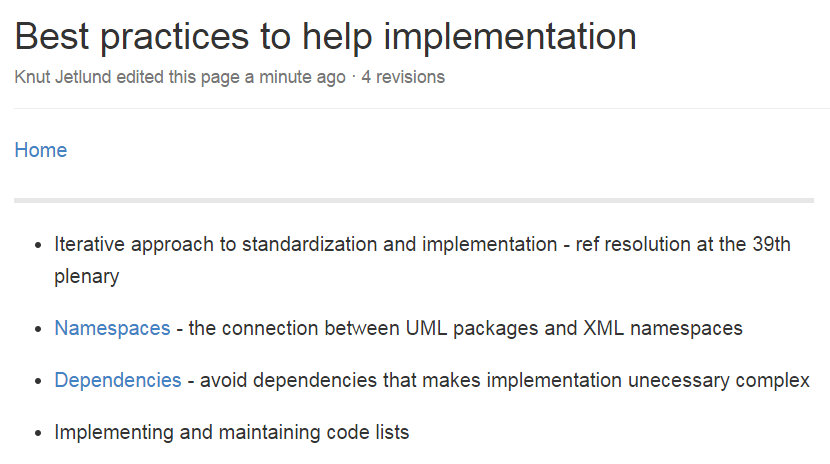 Best practices to help implementation
Knut Jetlund edited this page a minute ago · 4 revisions
Home
• Iterative approach to standardization and implementation - ref resolution at the 39th
plenary
• Namespaces - the connection between UML packages and XML namespaces
• Dependencies - avoid dependencies that makes implementation unecessary complex
• Implementing and maintaining code lists